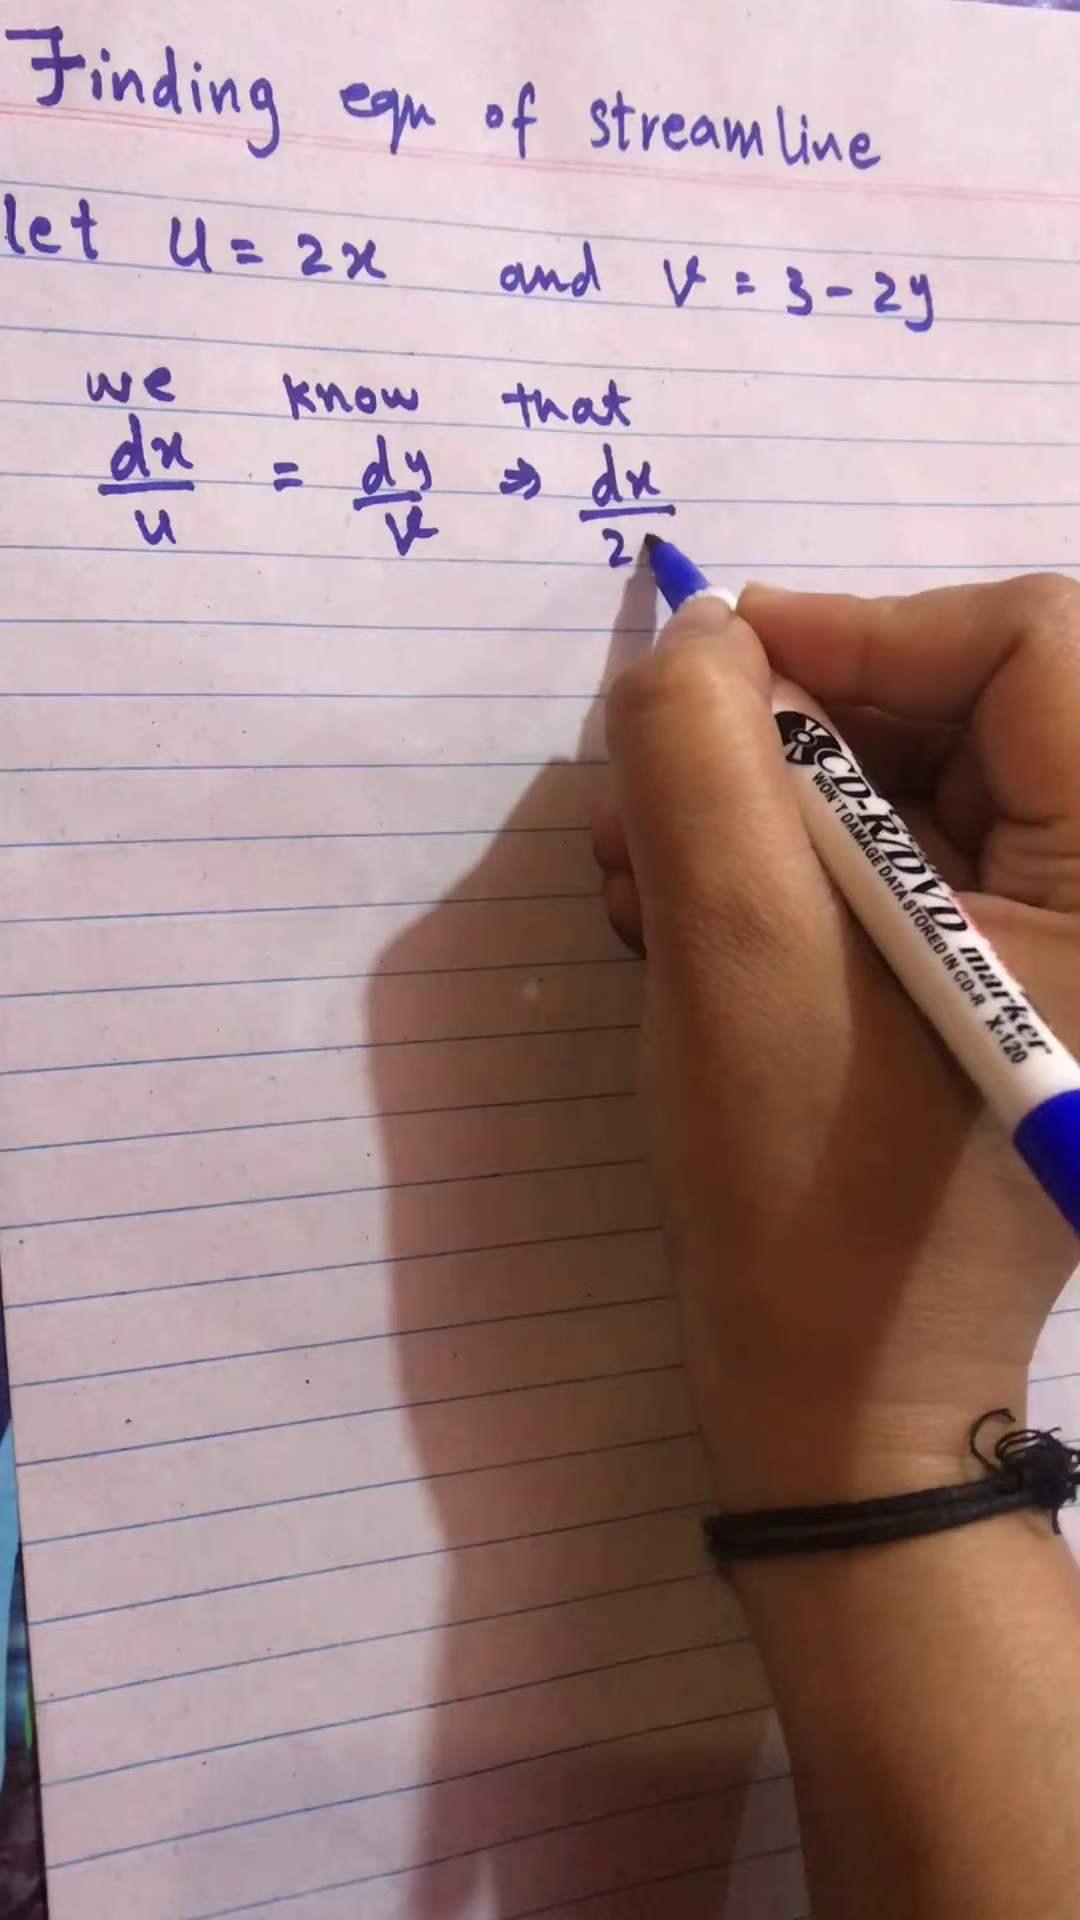 Finding eqn of streamline
let u = 2x and v = 3 - 2y
we know that
dx/u = dy/v ⇒ dx/2
CD-R/DVD marker
WON'T DAMAGE DATA STORED IN CD-R X-120